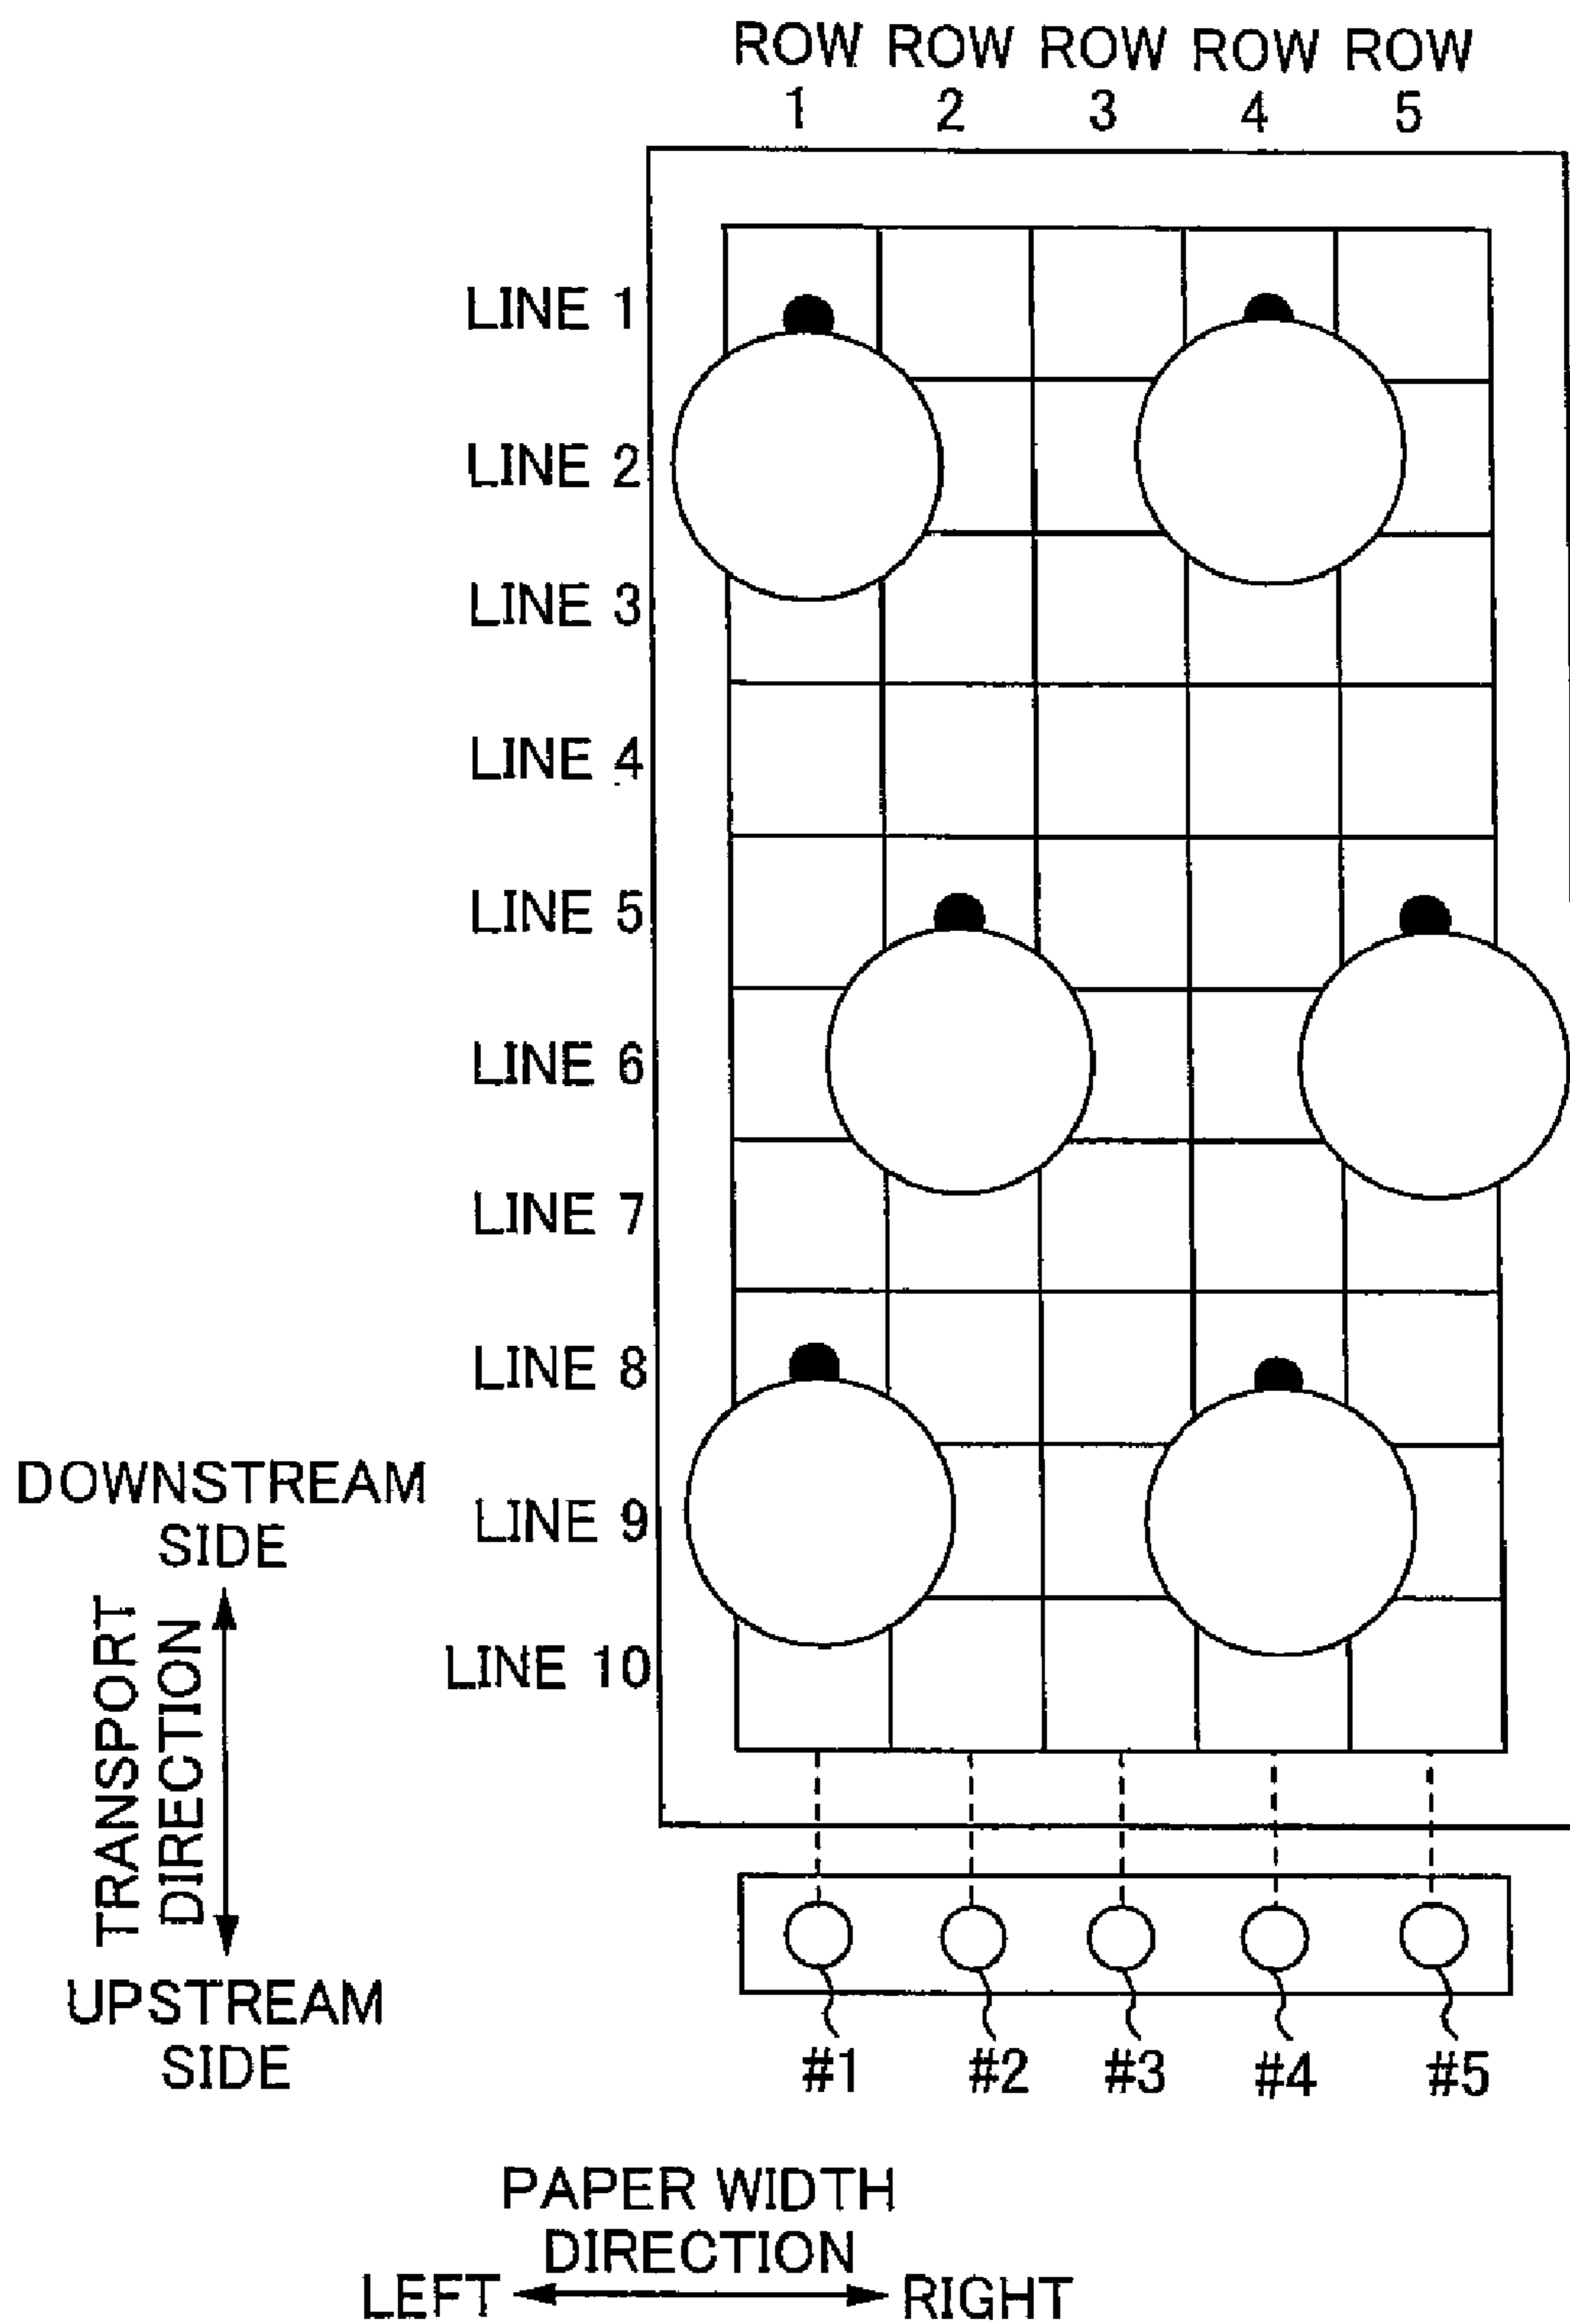 ROW ROW ROW ROW ROW
1 2 3 4 5
LINE 1
LINE 2
LINE 3
LINE 4
LINE 5
LINE 6
LINE 7
LINE 8
LINE 9
LINE 10
DOWNSTREAM
SIDE
TRANSPORT
DIRECTION
UPSTREAM
SIDE
#1 #2 #3 #4 #5
PAPER WIDTH
DIRECTION
LEFT RIGHT